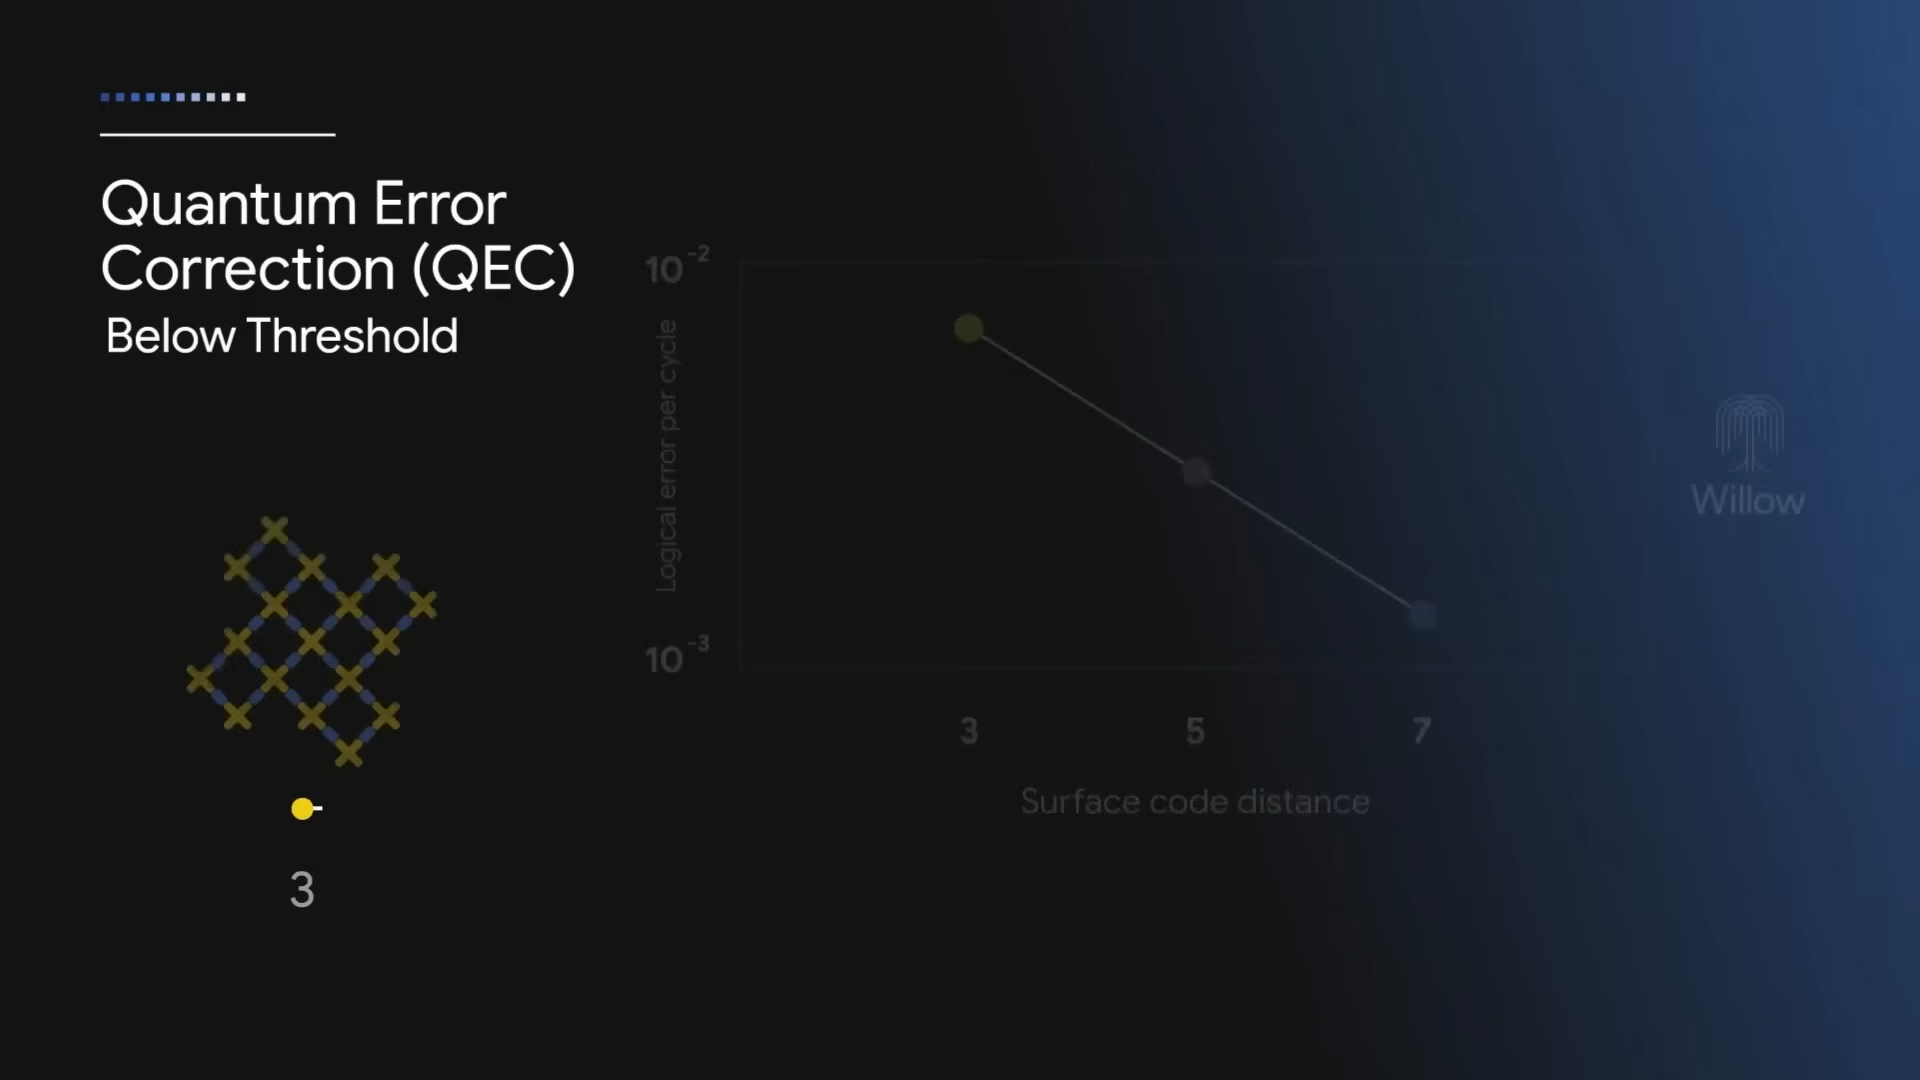 Quantum Error
Correction (QEC)
Below Threshold
10⁻²
Logical error per cycle
10⁻³
3
5
7
Surface code distance
Willow
3